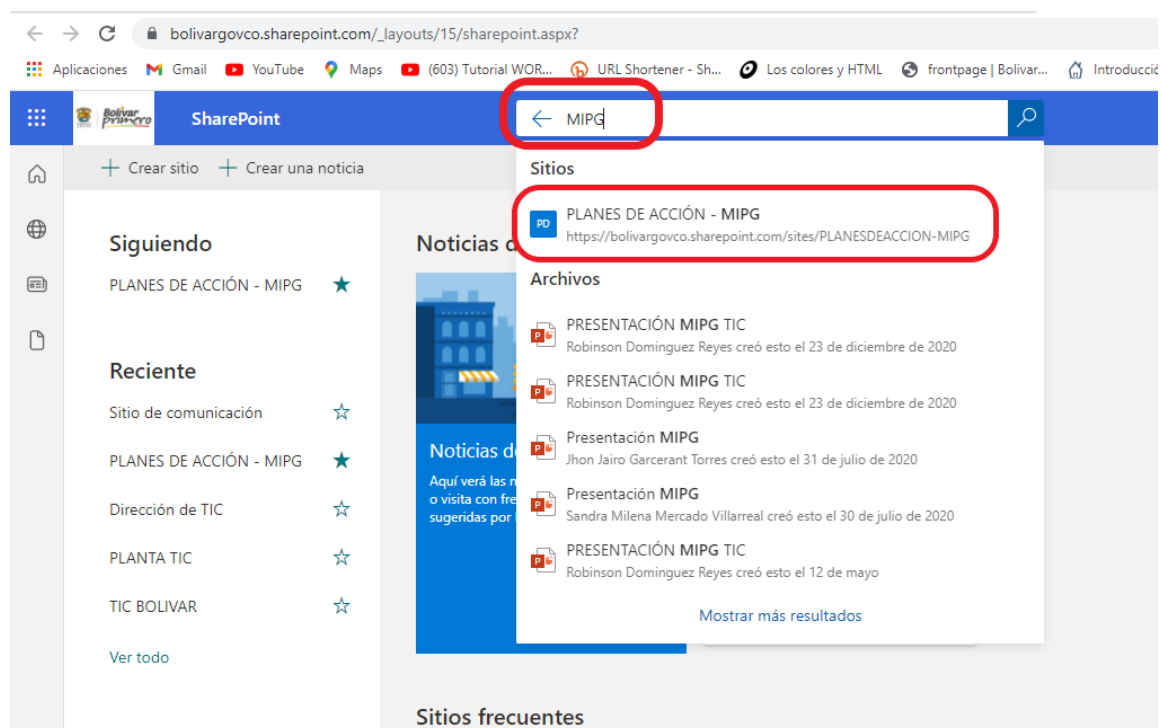 bolivargovco.sharepoint.com/_layouts/15/sharepoint.aspx?
Aplicaciones Gmail YouTube Maps (603) Tutorial WOR... URL Shortener - Sh... Los colores y HTML frontpage | Bolivar... Introducció
Bolívar primero SharePoint MIPG
Crear sitio Crear una noticia
Sitios
PD
PLANES DE ACCIÓN - MIPG
https://bolivargovco.sharepoint.com/sites/PLANESDEACCION-MIPG
Archivos
PRESENTACIÓN MIPG TIC
Robinson Dominguez Reyes creó esto el 23 de diciembre de 2020
PRESENTACIÓN MIPG TIC
Robinson Dominguez Reyes creó esto el 23 de diciembre de 2020
Presentación MIPG
Jhon Jairo Garcerant Torres creó esto el 31 de julio de 2020
Presentación MIPG
Sandra Milena Mercado Villarreal creó esto el 30 de julio de 2020
PRESENTACIÓN MIPG TIC
Robinson Dominguez Reyes creó esto el 12 de mayo
Mostrar más resultados
Siguiendo
PLANES DE ACCIÓN - MIPG
Reciente
Sitio de comunicación
PLANES DE ACCIÓN - MIPG
Dirección de TIC
PLANTA TIC
TIC BOLIVAR
Ver todo
Noticias d
Noticias d
Aquí verá las n
o visita con fre
sugeridas por
Sitios frecuentes